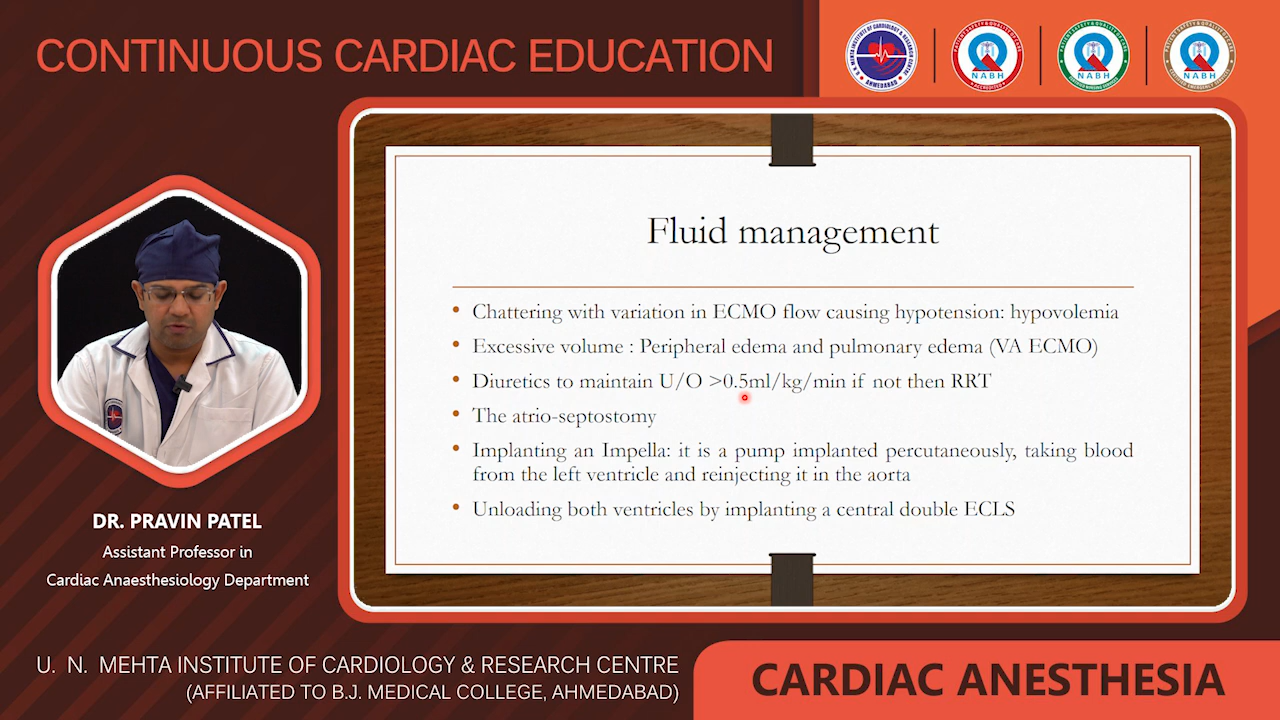 CONTINUOUS CARDIAC EDUCATION
NABH
NABH
NABH
Fluid management
• Chattering with variation in ECMO flow causing hypotension: hypovolemia
• Excessive volume : Peripheral edema and pulmonary edema (VA ECMO)
• Diuretics to maintain U/O >0.5ml/kg/min if not then RRT
• The atrio-septostomy
• Implanting an Impella: it is a pump implanted percutaneously, taking blood
from the left ventricle and reinjecting it in the aorta
• Unloading both ventricles by implanting a central double ECLS
DR. PRAVIN PATEL
Assistant Professor in
Cardiac Anaesthesiology Department
U. N. MEHTA INSTITUTE OF CARDIOLOGY & RESEARCH CENTRE
(AFFILIATED TO B.J. MEDICAL COLLEGE, AHMEDABAD)
CARDIAC ANESTHESIA